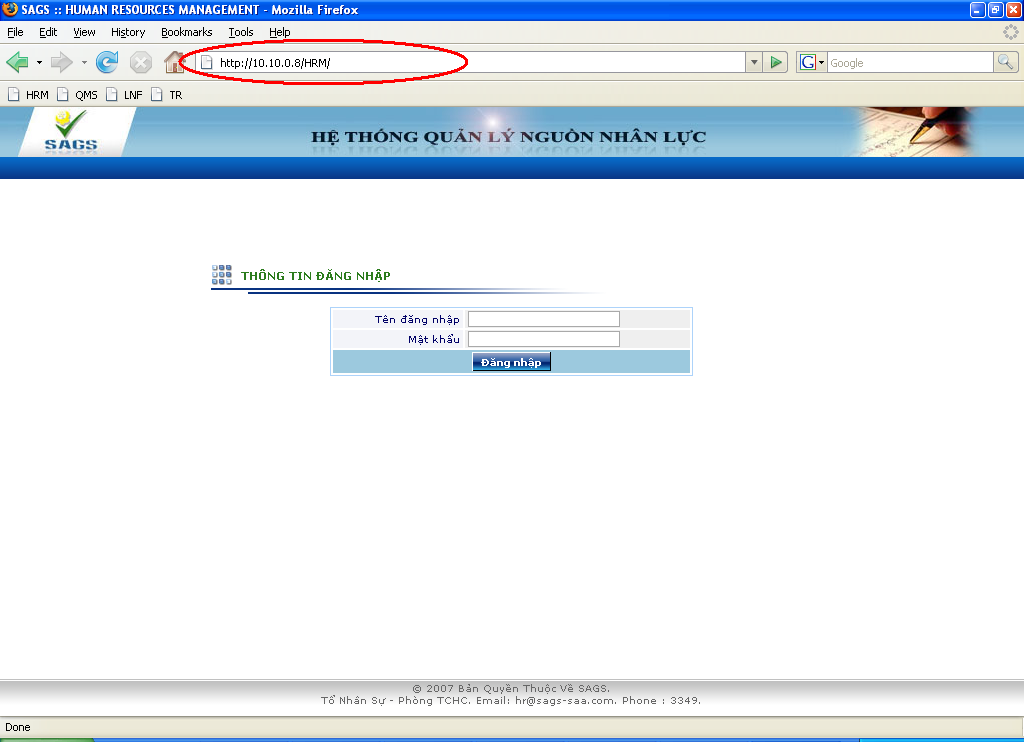 SAGS :: HUMAN RESOURCES MANAGEMENT - Mozilla Firefox
File Edit View History Bookmarks Tools Help
http://10.10.0.8/HRM/
G Google
HRM QMS LNF TR
SAGS
HỆ THỐNG QUẢN LÝ NGUỒN NHÂN LỰC
THÔNG TIN ĐĂNG NHẬP
Tên đăng nhập
Mật khẩu
Đăng nhập
© 2007 Bản Quyền Thuộc Về SAGS.
Tổ Nhân Sự - Phòng TCHC. Email: hr@sags-saa.com. Phone : 3349.
Done